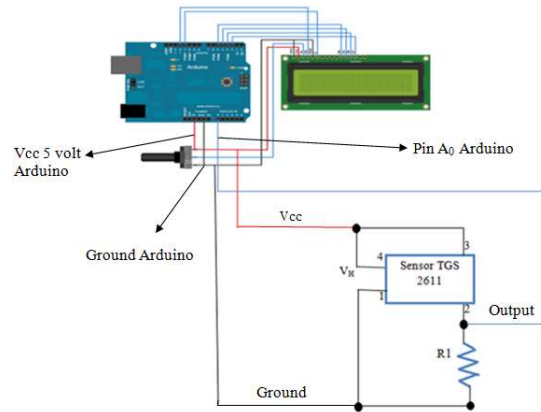 Arduino
Vcc 5 volt
Arduino
Pin A0 Arduino
Ground Arduino
Vcc
3
4
Sensor TGS
2611
VH
1
2
Output
R1
Ground